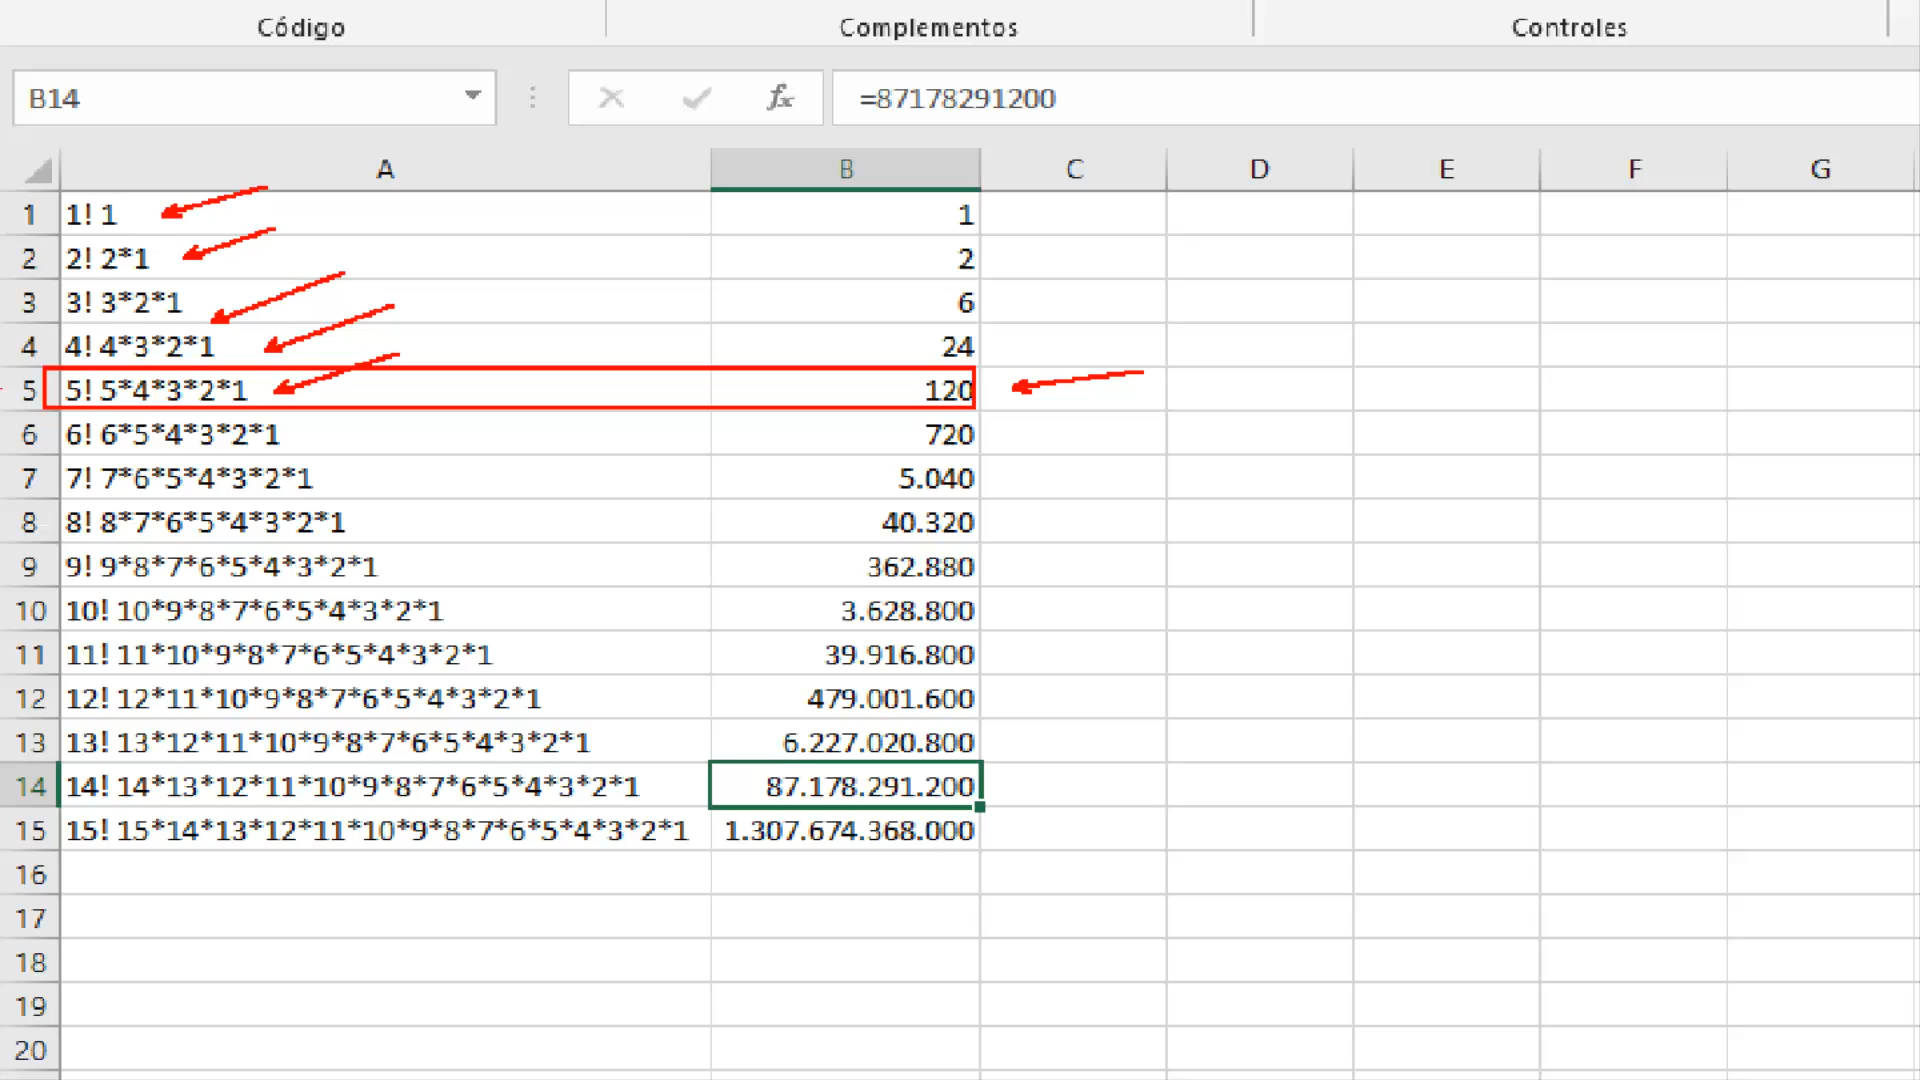 Código Complementos Controles
B14 fx =87178291200
A B C D E F G
1 1! 1 1
2 2! 2*1 2
3 3! 3*2*1 6
4 4! 4*3*2*1 24
5 5! 5*4*3*2*1 120
6 6! 6*5*4*3*2*1 720
7 7! 7*6*5*4*3*2*1 5.040
8 8! 8*7*6*5*4*3*2*1 40.320
9 9! 9*8*7*6*5*4*3*2*1 362.880
10 10! 10*9*8*7*6*5*4*3*2*1 3.628.800
11 11! 11*10*9*8*7*6*5*4*3*2*1 39.916.800
12 12! 12*11*10*9*8*7*6*5*4*3*2*1 479.001.600
13 13! 13*12*11*10*9*8*7*6*5*4*3*2*1 6.227.020.800
14 14! 14*13*12*11*10*9*8*7*6*5*4*3*2*1 87.178.291.200
15 15! 15*14*13*12*11*10*9*8*7*6*5*4*3*2*1 1.307.674.368.000
16
17
18
19
20